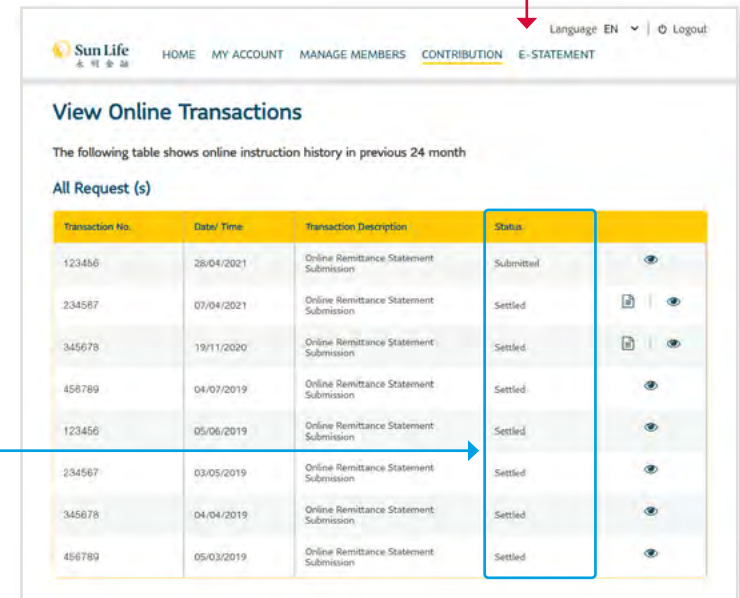 Language EN | Logout
Sun Life
永明金融
HOME MY ACCOUNT MANAGE MEMBERS CONTRIBUTION E-STATEMENT
View Online Transactions
The following table shows online instruction history in previous 24 month
All Request (s)
Transaction No. Date/ Time Transaction Description Status
123456 28/04/2021 Online Remittance Statement Submission Submitted
234567 07/04/2021 Online Remittance Statement Submission Settled
345678 19/11/2020 Online Remittance Statement Submission Settled
456789 04/07/2019 Online Remittance Statement Submission Settled
123456 05/06/2019 Online Remittance Statement Submission Settled
234567 03/05/2019 Online Remittance Statement Submission Settled
345678 04/04/2019 Online Remittance Statement Submission Settled
456789 05/03/2019 Online Remittance Statement Submission Settled